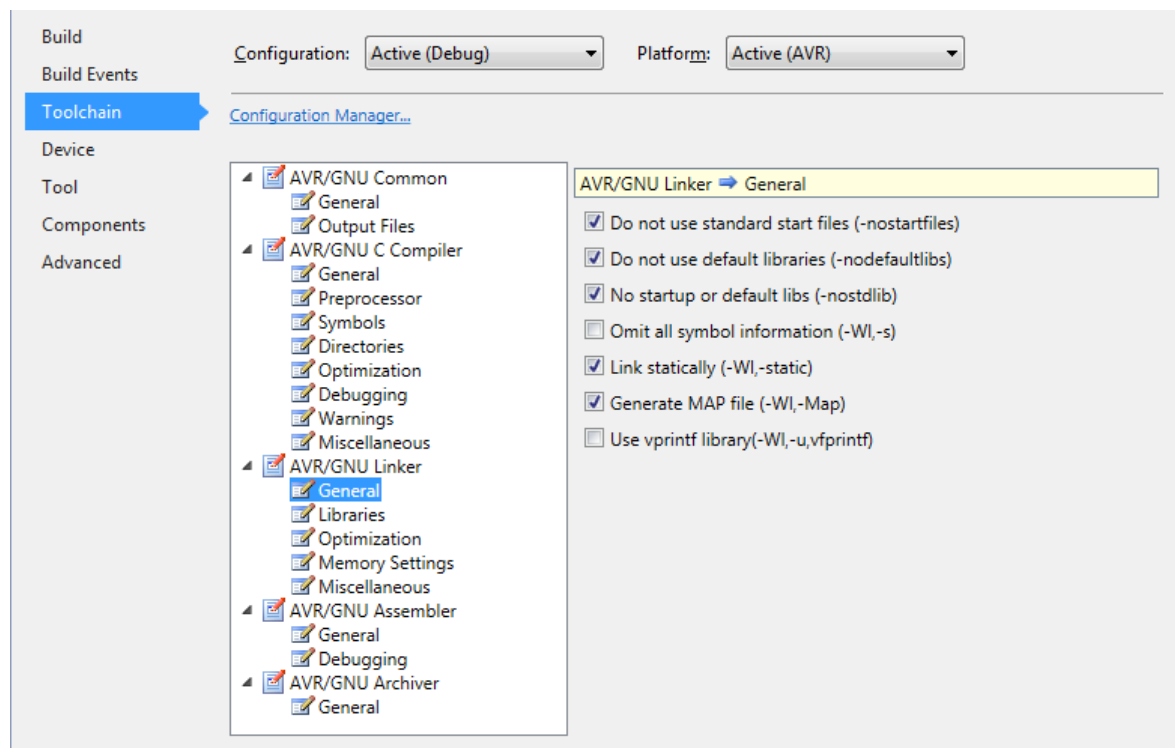 Build
Build Events
Toolchain
Device
Tool
Components
Advanced
Configuration: Active (Debug) Platform: Active (AVR)
Configuration Manager...
AVR/GNU Common
General
Output Files
AVR/GNU C Compiler
General
Preprocessor
Symbols
Directories
Optimization
Debugging
Warnings
Miscellaneous
AVR/GNU Linker
General
Libraries
Optimization
Memory Settings
Miscellaneous
AVR/GNU Assembler
General
Debugging
AVR/GNU Archiver
General
AVR/GNU Linker ➡ General
Do not use standard start files (-nostartfiles)
Do not use default libraries (-nodefaultlibs)
No startup or default libs (-nostdlib)
Omit all symbol information (-Wl,-s)
Link statically (-Wl,-static)
Generate MAP file (-Wl,-Map)
Use vprintf library(-Wl,-u,vfprintf)